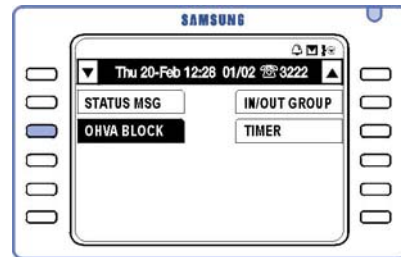 SAMSUNG
Thu 20-Feb 12:28 01/02 ☏3222
STATUS MSG IN/OUT GROUP
OHVA BLOCK TIMER